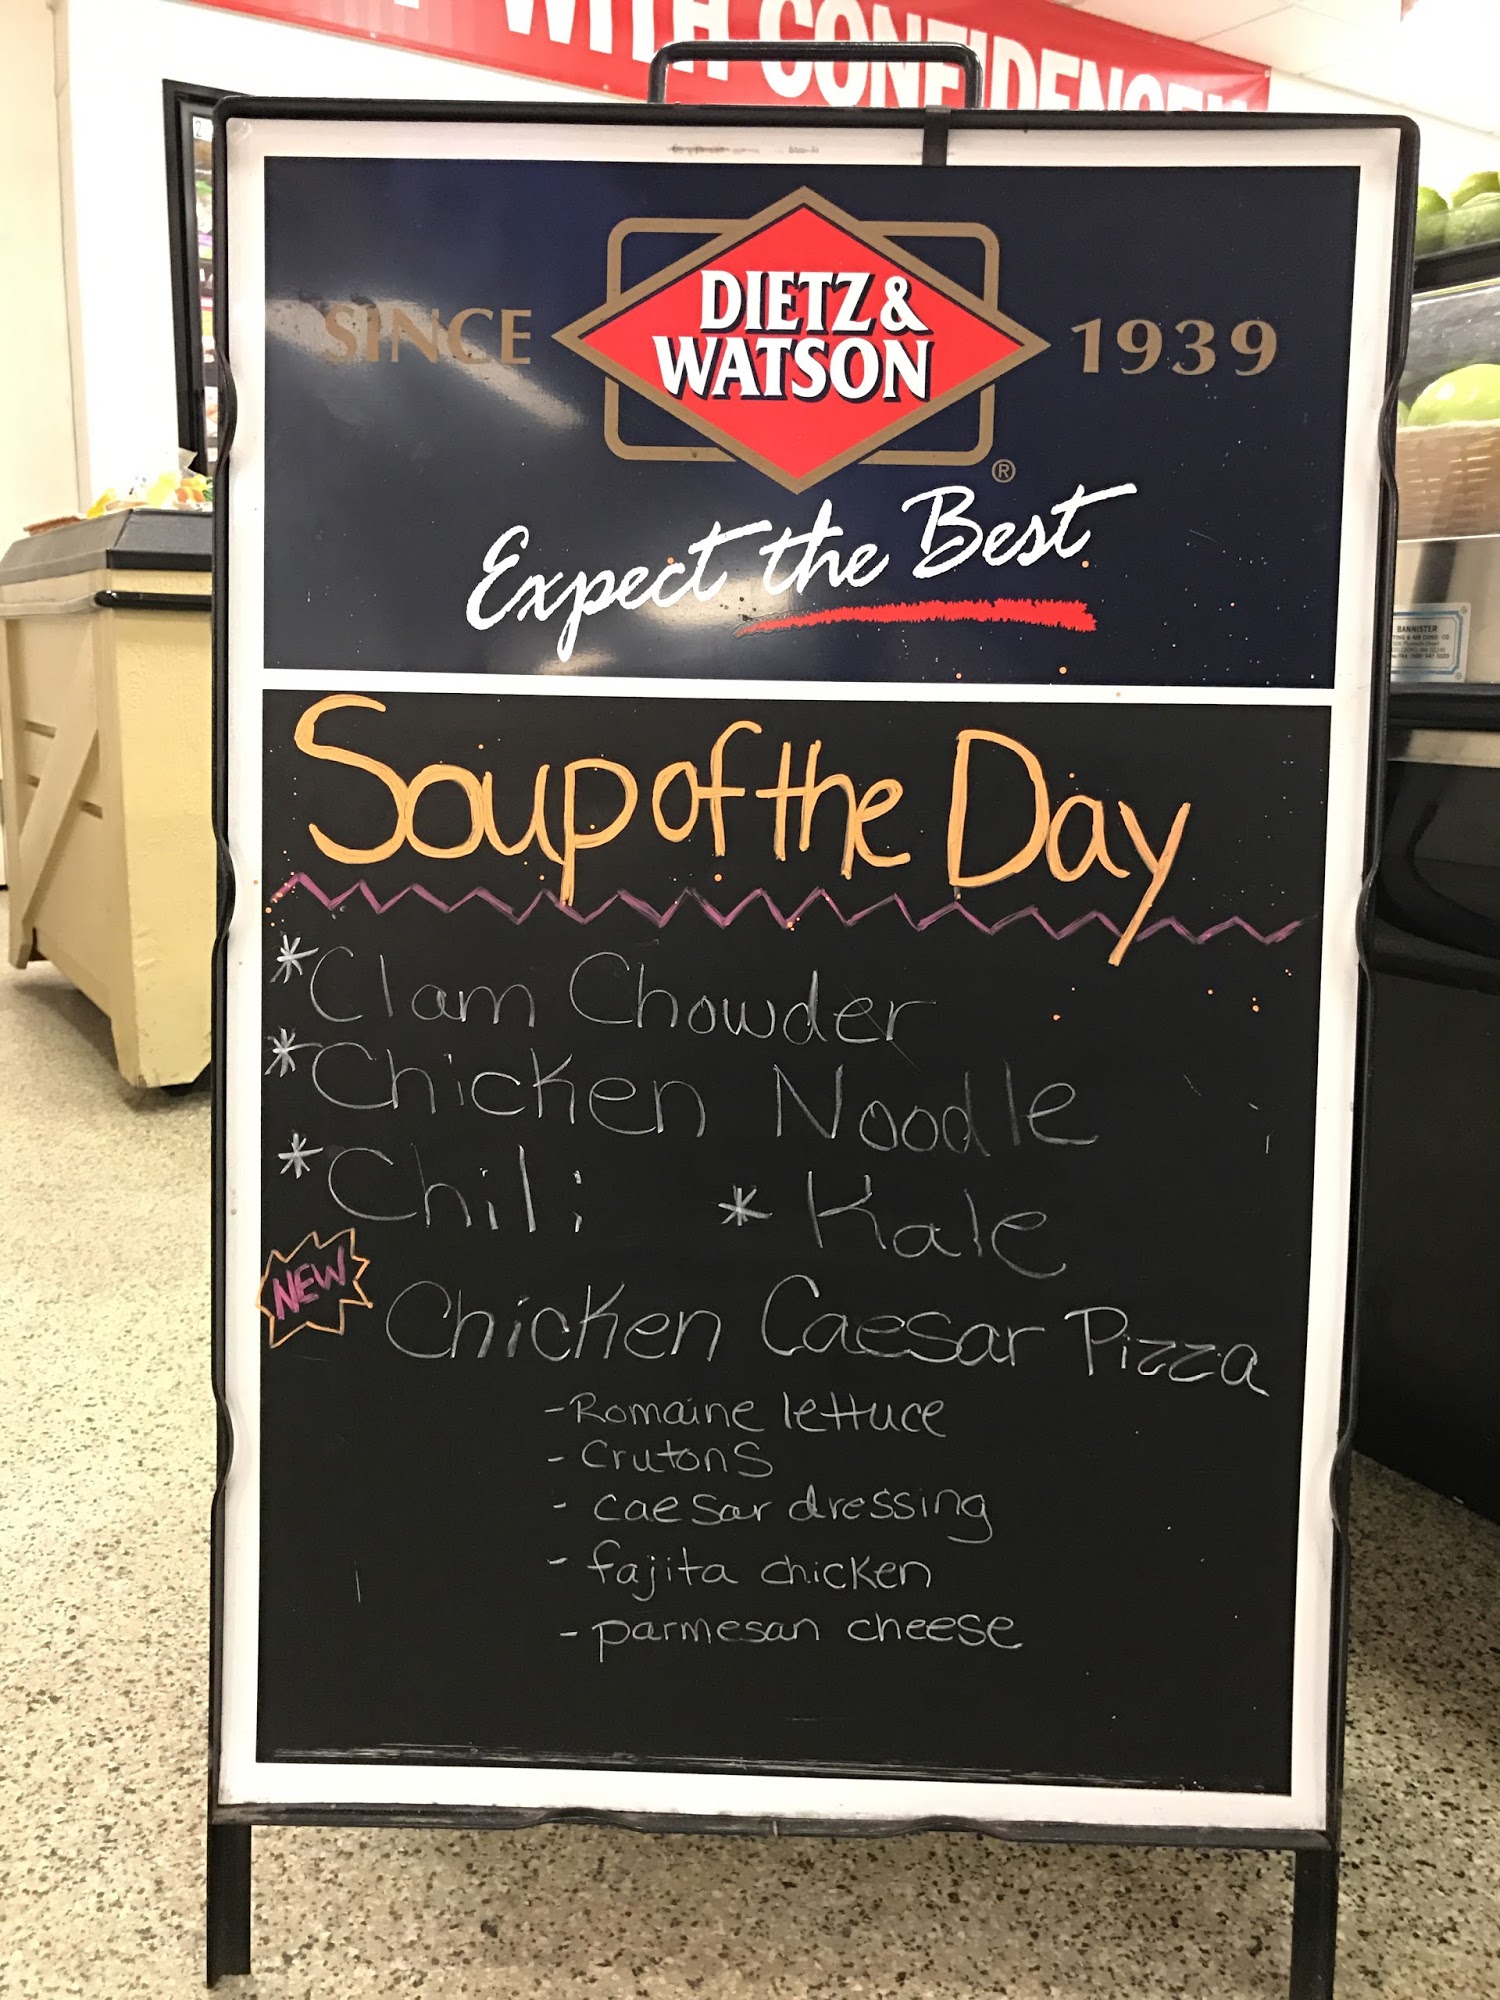 WITH CONFIDENCE
SINCE
DIETZ &
WATSON
1939
®
Expect the Best
BANNISTER
Soup of the Day
*Clam Chowder
*Chicken Noodle
*Chili *Kale
NEW
Chicken Caesar Pizza
-Romaine lettuce
- Crutons
- caesar dressing
- fajita chicken
- parmesan cheese